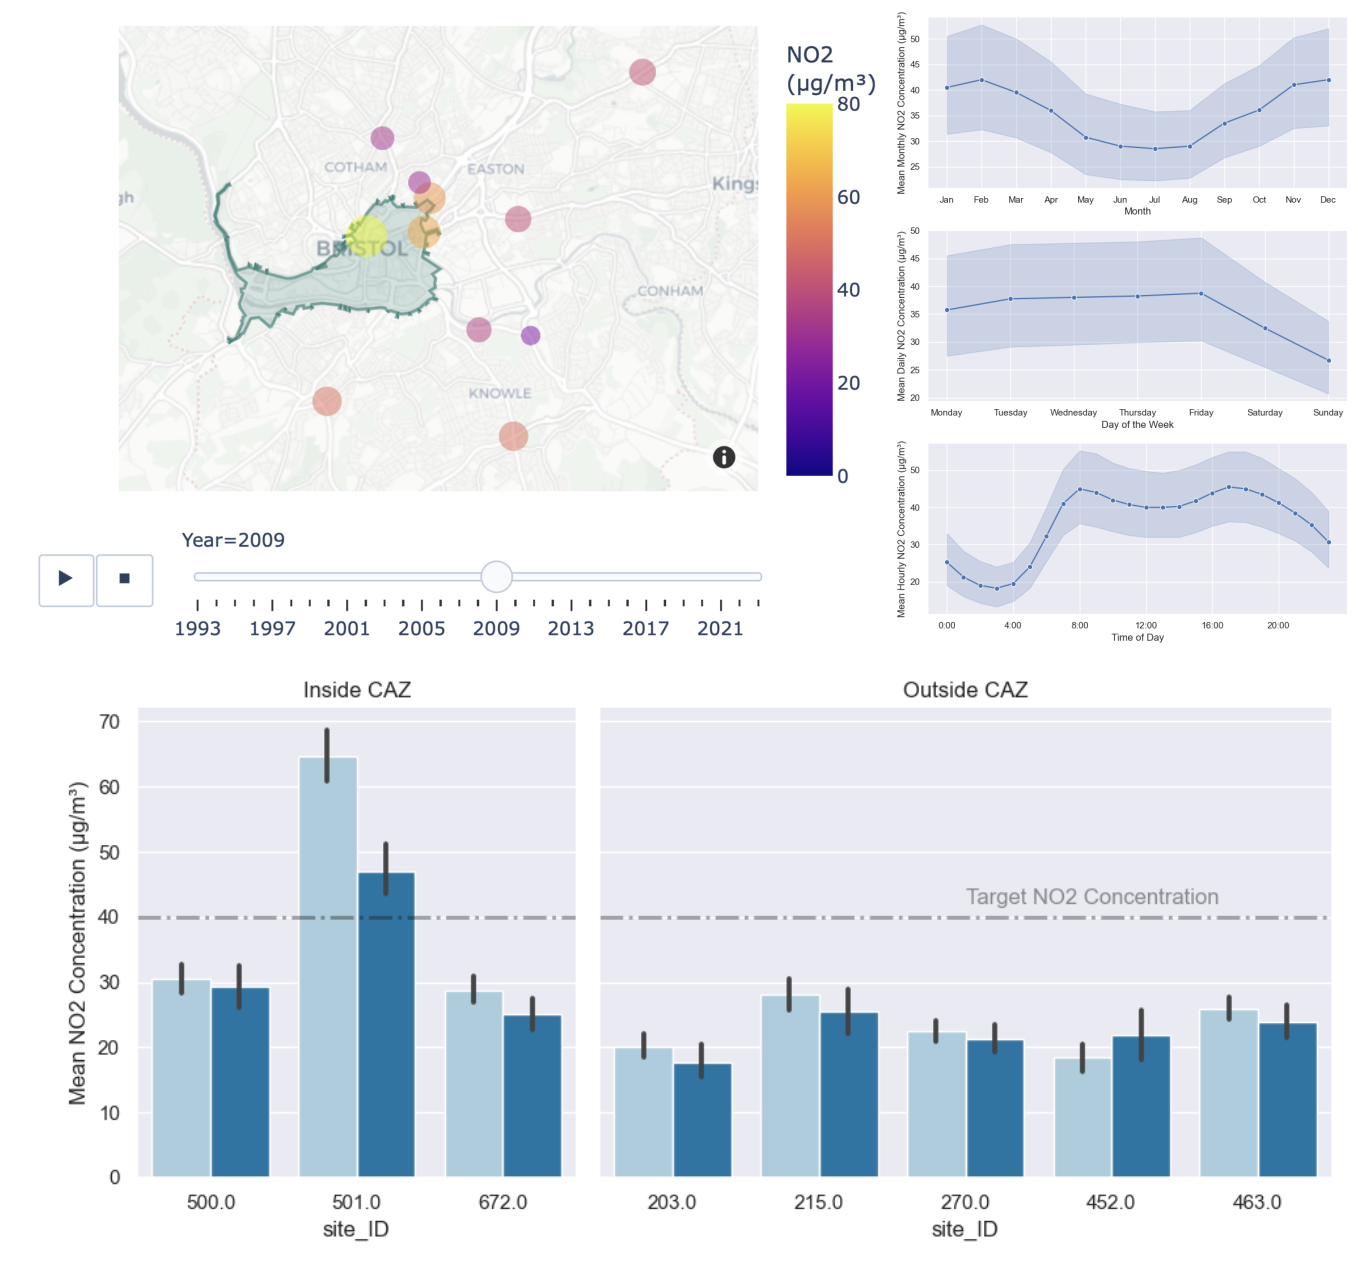 NO2
(μg/m³)
80
60
40
20
0
COTHAM
EASTON
Kings
gh
BRISTOL
CONHAM
KNOWLE
i
Year=2009
1993 1997 2001 2005 2009 2013 2017 2021
Mean Monthly NO2 Concentration (μg/m³)
50
45
40
35
30
25
Jan Feb Mar Apr May Jun Jul Aug Sep Oct Nov Dec
Month
Mean Daily NO2 Concentration (μg/m³)
50
45
40
35
30
25
20
Monday Tuesday Wednesday Thursday Friday Saturday Sunday
Day of the Week
Mean Hourly NO2 Concentration (μg/m³)
50
40
30
20
0:00 4:00 8:00 12:00 16:00 20:00
Time of Day
Inside CAZ
Outside CAZ
Mean NO2 Concentration (μg/m³)
70
60
50
40
30
20
10
0
Target NO2 Concentration
500.0 501.0 672.0
site_ID
203.0 215.0 270.0 452.0 463.0
site_ID